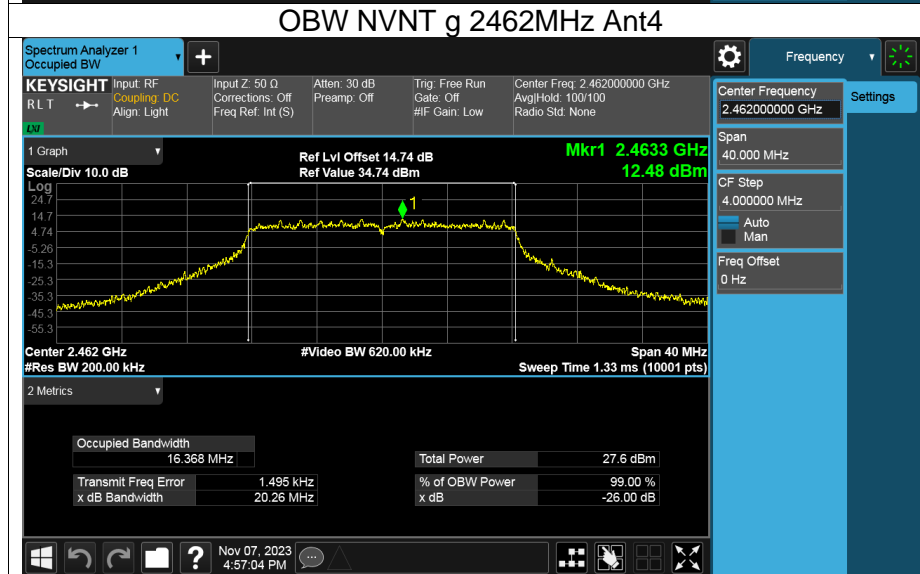 OBW NVNT g 2462MHz Ant4
Spectrum Analyzer 1
Occupied BW
+
Frequency
KEYSIGHT
RLT
LXI
Input: RF
Coupling: DC
Align: Light
Input Z: 50 Ω
Corrections: Off
Freq Ref: Int (S)
Atten: 30 dB
Preamp: Off
Trig: Free Run
Gate: Off
#IF Gain: Low
Center Freq: 2.462000000 GHz
Avg|Hold: 100/100
Radio Std: None
Center Frequency
2.462000000 GHz
Settings
Span
40.000 MHz
CF Step
4.000000 MHz
Auto
Man
Freq Offset
0 Hz
1 Graph
Ref Lvl Offset 14.74 dB
Mkr1 2.4633 GHz
Scale/Div 10.0 dB
Ref Value 34.74 dBm
12.48 dBm
Log
24.7
14.7
4.74
-5.26
-15.3
-25.3
-35.3
-45.3
-55.3
1
Center 2.462 GHz
#Video BW 620.00 kHz
Span 40 MHz
#Res BW 200.00 kHz
Sweep Time 1.33 ms (10001 pts)
2 Metrics
Occupied Bandwidth
16.368 MHz
Total Power 27.6 dBm
Transmit Freq Error 1.495 kHz
% of OBW Power 99.00 %
x dB Bandwidth 20.26 MHz
x dB -26.00 dB
?
Nov 07, 2023
4:57:04 PM